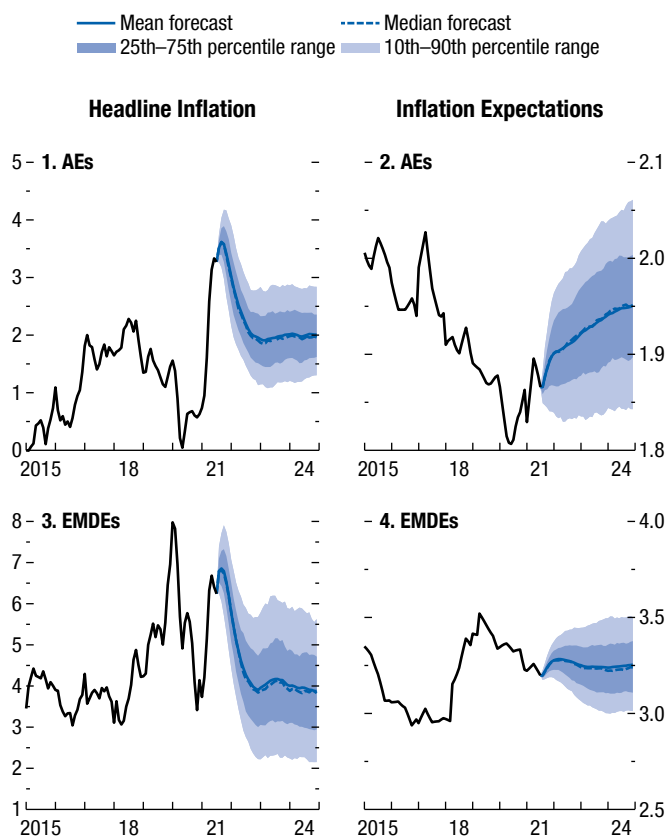 Mean forecast Median forecast
25th–75th percentile range 10th–90th percentile range
Headline Inflation Inflation Expectations
5 1. AEs 2. AEs 2.1
4
3 2.0
2 1.9
1
0 1.8
2015 18 21 24 2015 18 21 24
8 3. EMDEs 4. EMDEs 4.0
7
6 3.5
5
4
3 3.0
2
1 2.5
2015 18 21 24 2015 18 21 24